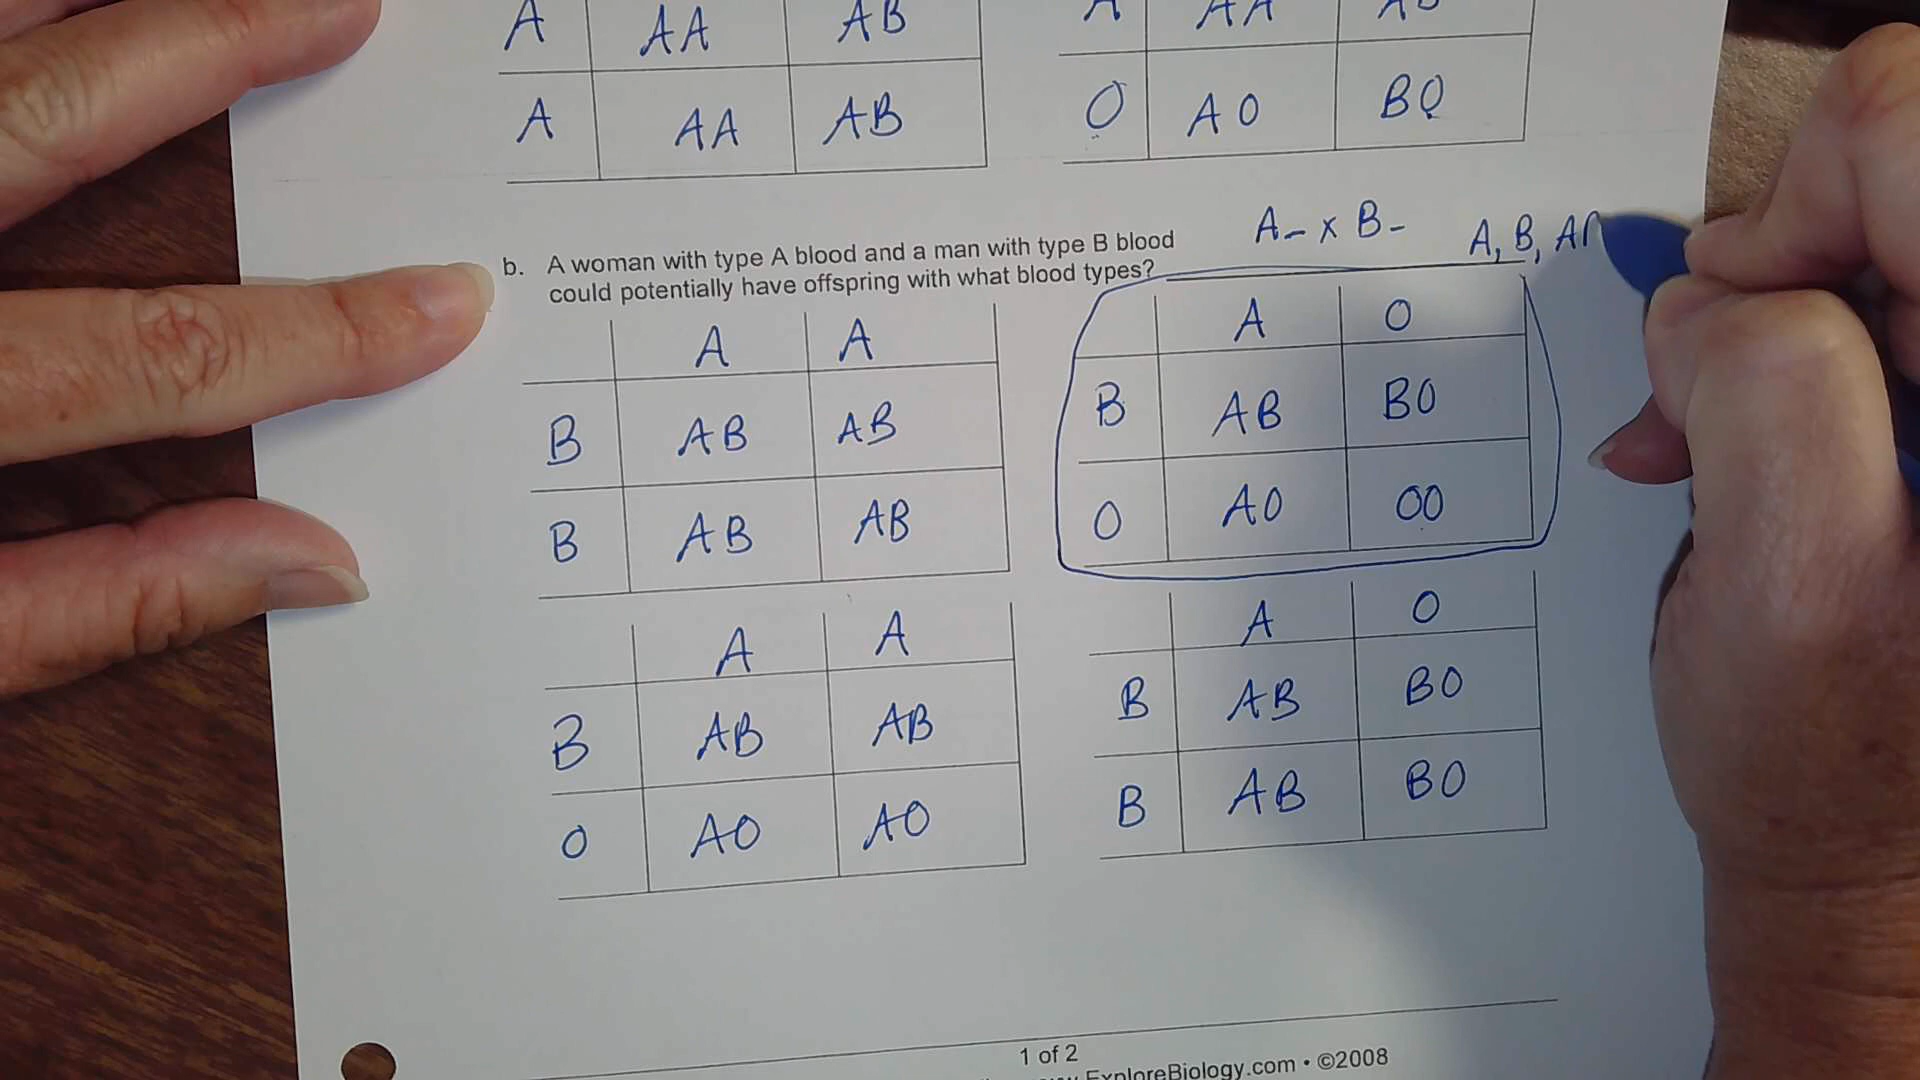 A AA AB
A AA AB
A AA
O AO BO
b. A woman with type A blood and a man with type B blood
could potentially have offspring with what blood types?
A- x B-
A, B, A
A A
B AB AB
B AB AB
A O
B AB BO
O AO OO
A A
B AB AB
O AO AO
A O
B AB BO
B AB BO
1 of 2
ExploreBiology.com • ©2008